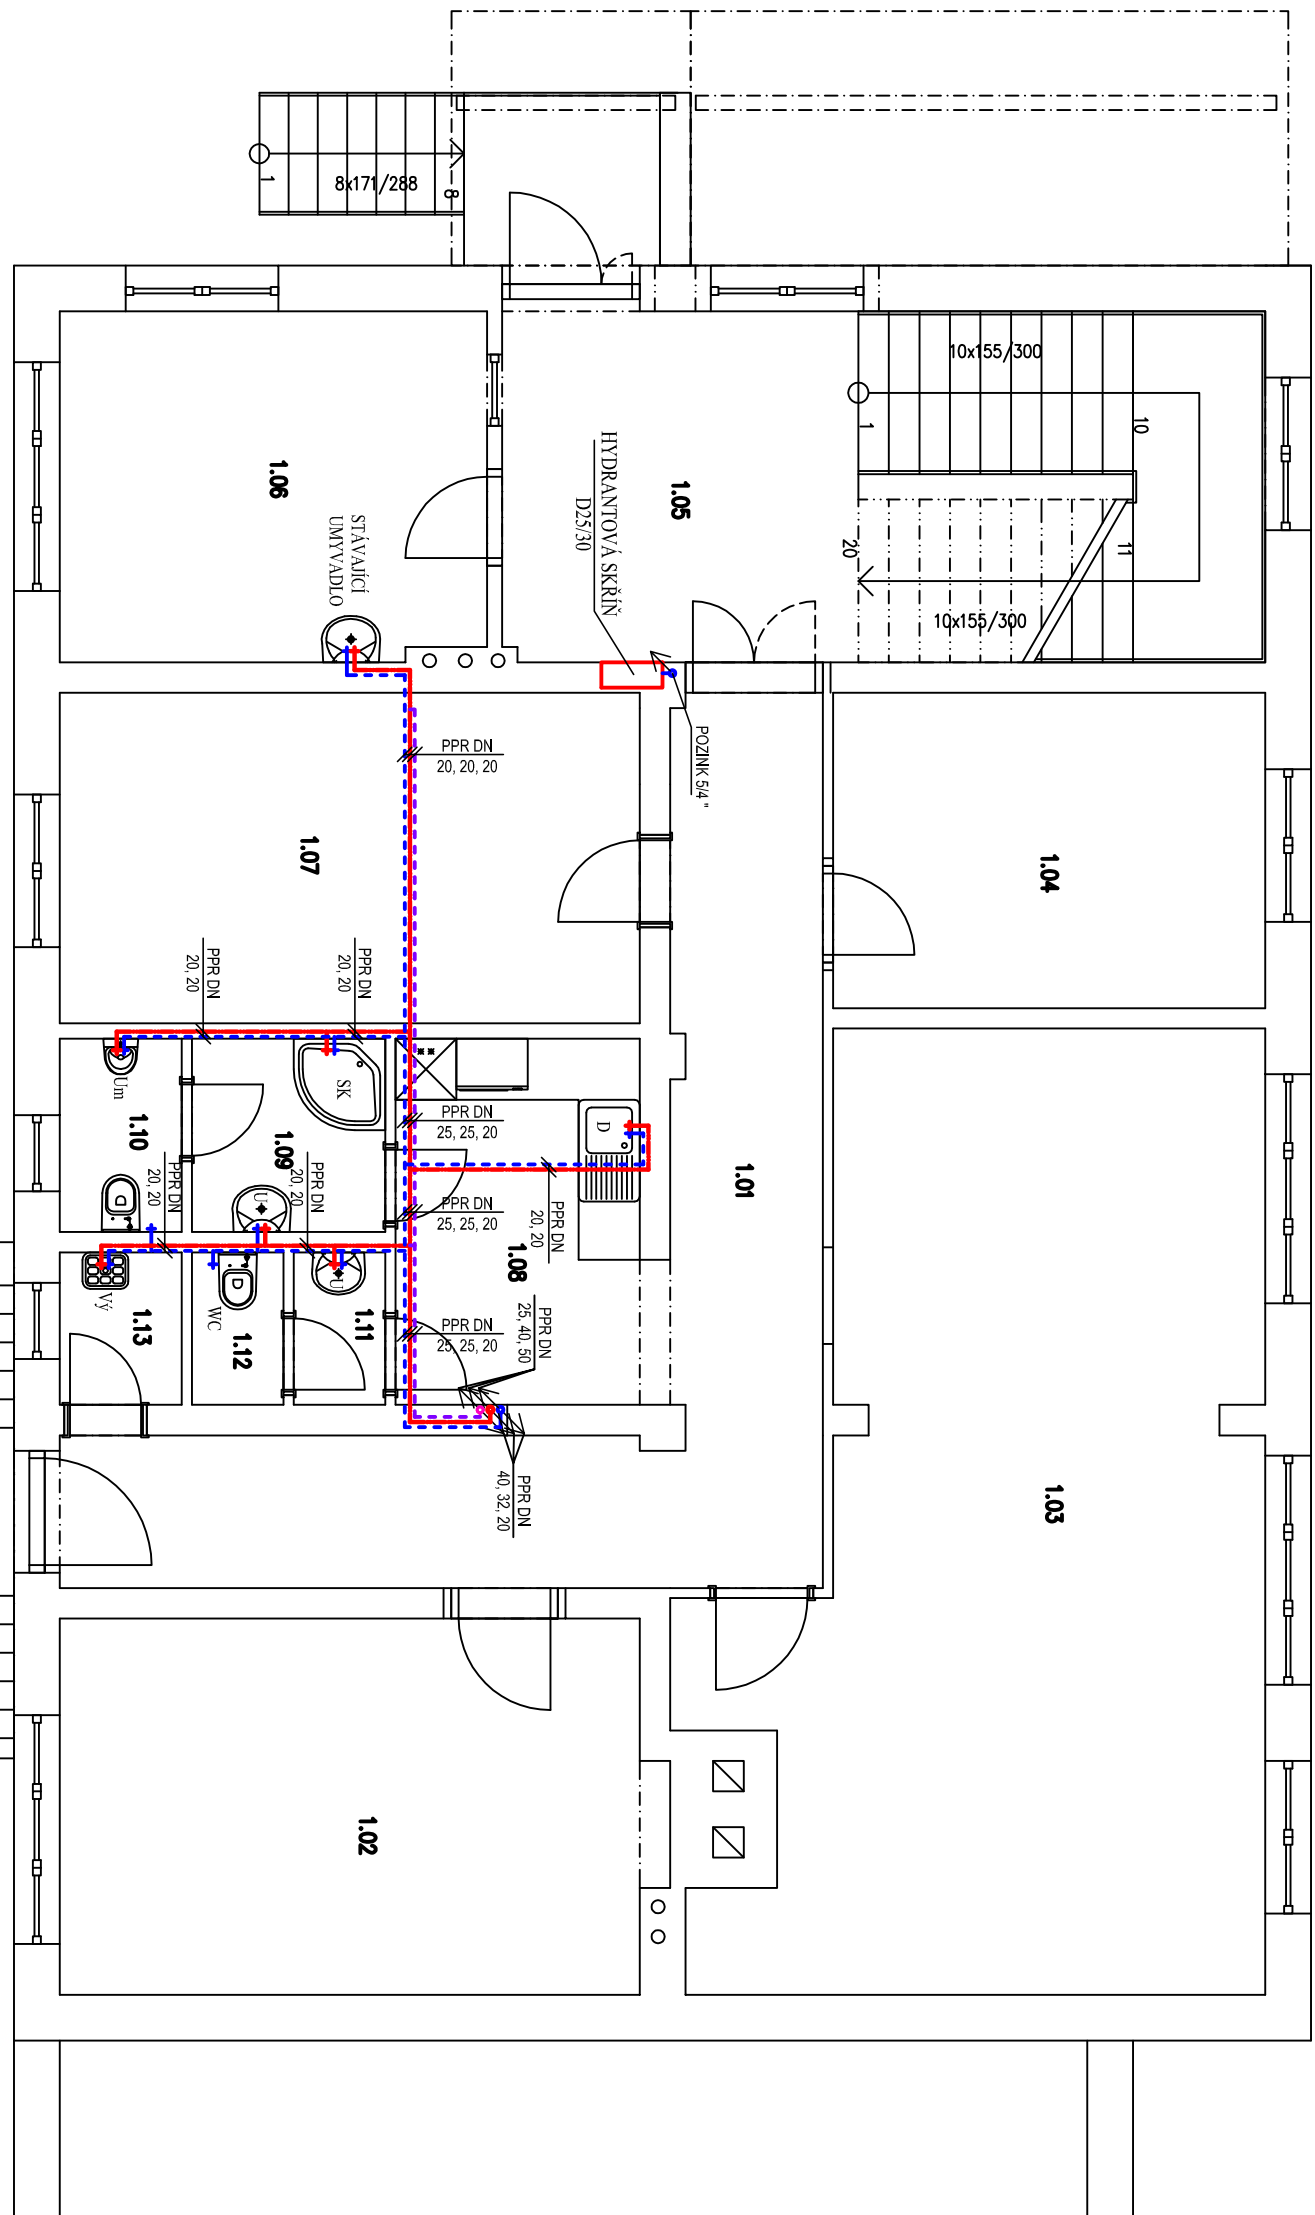 8x171/288
1
8
10x155/300
1
10
11
20
10x155/300
1.06
HYDRANTOVÁ SKŘÍŇ
D25/30
1.05
STÁVAJÍCÍ
UMYVADLO
POZINK 5/4 "
PPR DN
20, 20, 20
1.07
1.04
PPR DN
20, 20
PPR DN
20, 20
SK
Um
1.10
1.09
PPR DN
25, 25, 20
D
1.01
PPR DN
20, 20
PPR DN
20, 20
U
D
PPR DN
25, 25, 20
PPR DN
20, 20
1.08
U
D
WC
Vý
1.13
1.12
1.11
PPR DN
25, 25, 20
PPR DN
25, 40, 50
PPR DN
40, 32, 20
1.03
1.02